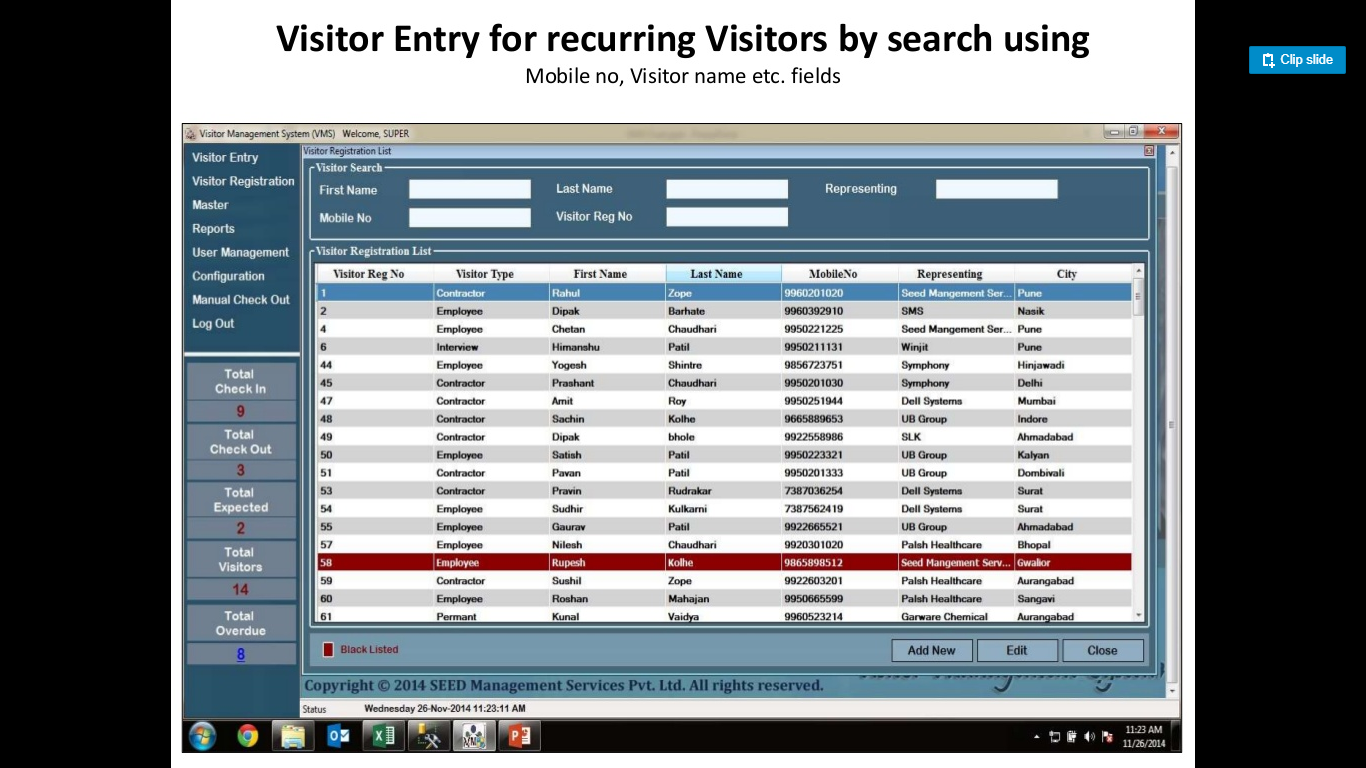 Visitor Entry for recurring Visitors by search using
Mobile no, Visitor name etc. fields
Clip slide
Visitor Management System (VMS) Welcome, SUPER
Visitor Entry
Visitor Registration
Master
Reports
User Management
Configuration
Manual Check Out
Log Out
Total
Check In
9
Total
Check Out
3
Total
Expected
2
Total
Visitors
14
Total
Overdue
8
Visitor Registration List
Visitor Search
First Name Last Name Representing
Mobile No Visitor Reg No
Visitor Registration List
Visitor Reg No Visitor Type First Name Last Name MobileNo Representing City
1 Contractor Rahul Zope 9960201020 Seed Mangement Ser... Pune
2 Employee Dipak Barhate 9960392910 SMS Nasik
4 Employee Chetan Chaudhari 9950221225 Seed Mangement Ser... Pune
6 Interview Himanshu Patil 9950211131 Winjit Pune
44 Employee Yogesh Shintre 9856723751 Symphony Hinjawadi
45 Contractor Prashant Chaudhari 9950201030 Symphony Delhi
47 Contractor Amit Roy 9950251944 Dell Systems Mumbai
48 Contractor Sachin Kolhe 9665889653 UB Group Indore
49 Contractor Dipak bhole 9922558986 SLK Ahmadabad
50 Employee Satish Patil 9950223321 UB Group Kalyan
51 Contractor Pavan Patil 9950201333 UB Group Dombivali
53 Contractor Pravin Rudrakar 7387036254 Dell Systems Surat
54 Employee Sudhir Kulkarni 7387562419 Dell Systems Surat
55 Employee Gaurav Patil 9922665521 UB Group Ahmadabad
57 Employee Nilesh Chaudhari 9920301020 Palsh Healthcare Bhopal
58 Employee Rupesh Kolhe 9865898512 Seed Mangement Serv... Gwalior
59 Contractor Sushil Zope 9922603201 Palsh Healthcare Aurangabad
60 Employee Roshan Mahajan 9950665599 Palsh Healthcare Sangavi
61 Permant Kunal Vaidya 9960523214 Garware Chemical Aurangabad
Black Listed
Add New Edit Close
Copyright © 2014 SEED Management Services Pvt. Ltd. All rights reserved.
Status Wednesday 26-Nov-2014 11:23:11 AM
11:23 AM
11/26/2014